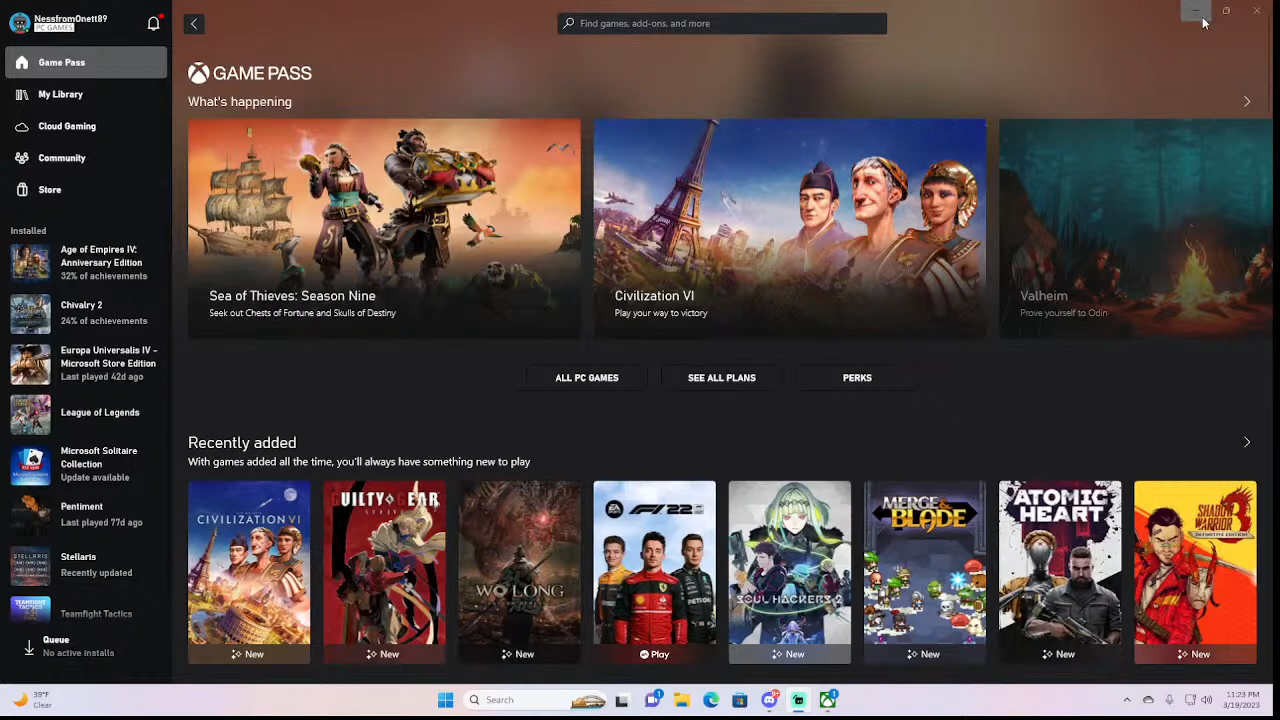 NessfromOnett89
PC GAMES
Find games, add-ons, and more
Game Pass
My Library
Cloud Gaming
Community
Store
Installed
Age of Empires IV:
Anniversary Edition
32% of achievements
Chivalry 2
24% of achievements
Europa Universalis IV -
Microsoft Store Edition
Last played 42d ago
League of Legends
Microsoft Solitaire
Collection
Update available
Pentiment
Last played 77d ago
Stellaris
Recently updated
Teamfight Tactics
Queue
No active installs
GAME PASS
What's happening
Sea of Thieves: Season Nine
Seek out Chests of Fortune and Skulls of Destiny
Civilization VI
Play your way to victory
Valheim
Prove yourself to Odin
ALL PC GAMES
SEE ALL PLANS
PERKS
Recently added
With games added all the time, you'll always have something new to play
CIVILIZATION VI
New
GUILTY GEAR
New
WO LONG
New
EA
F1 22
Play
SOUL HACKERS 2
New
MERGE & BLADE
New
ATOMIC HEART
New
SHADOW WARRIOR 3
DEFINITIVE EDITION
New
39°F
Clear
Search
11:23 PM
3/19/2023